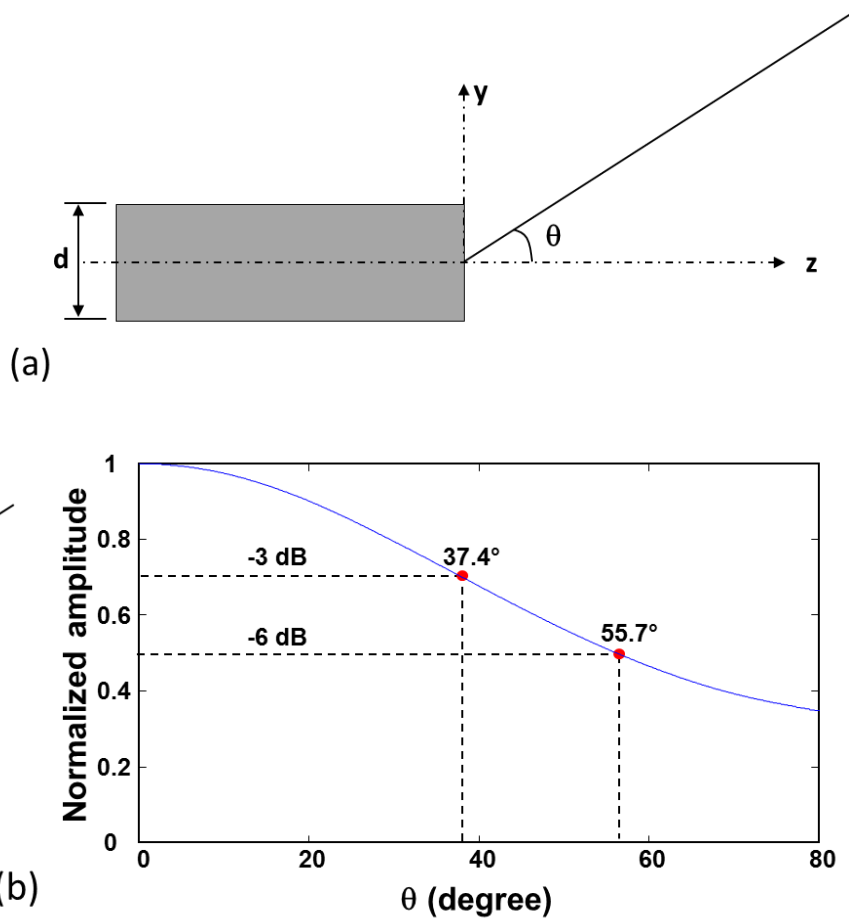 y
d
θ
z
(a)
Normalized amplitude
1
0.8
0.6
0.4
0.2
0
-3 dB
37.4°
-6 dB
55.7°
0 20 40 60 80
θ (degree)
(b)